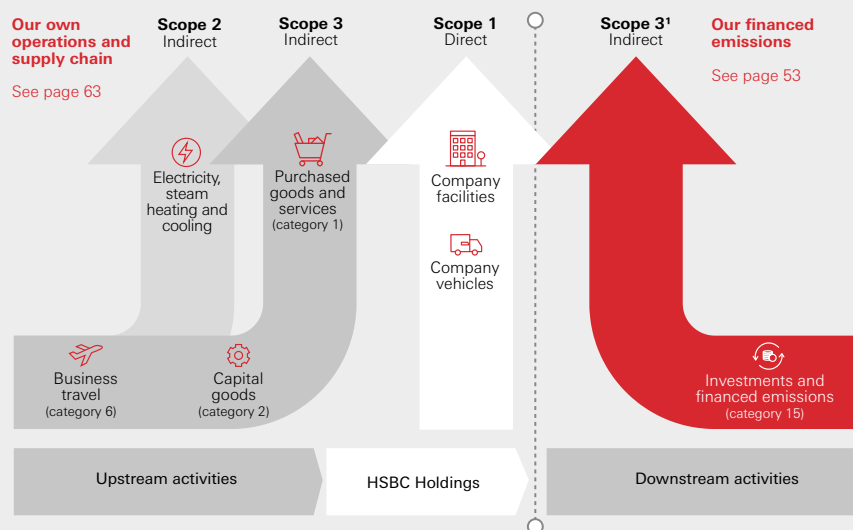 Our own
operations and
supply chain
See page 63
Scope 2
Indirect
Scope 3
Indirect
Scope 1
Direct
Scope 3¹
Indirect
Our financed
emissions
See page 53
Electricity,
steam
heating and
cooling
Purchased
goods and
services
(category 1)
Company
facilities
Company
vehicles
Business
travel
(category 6)
Capital
goods
(category 2)
Investments and
financed emissions
(category 15)
Upstream activities
HSBC Holdings
Downstream activities